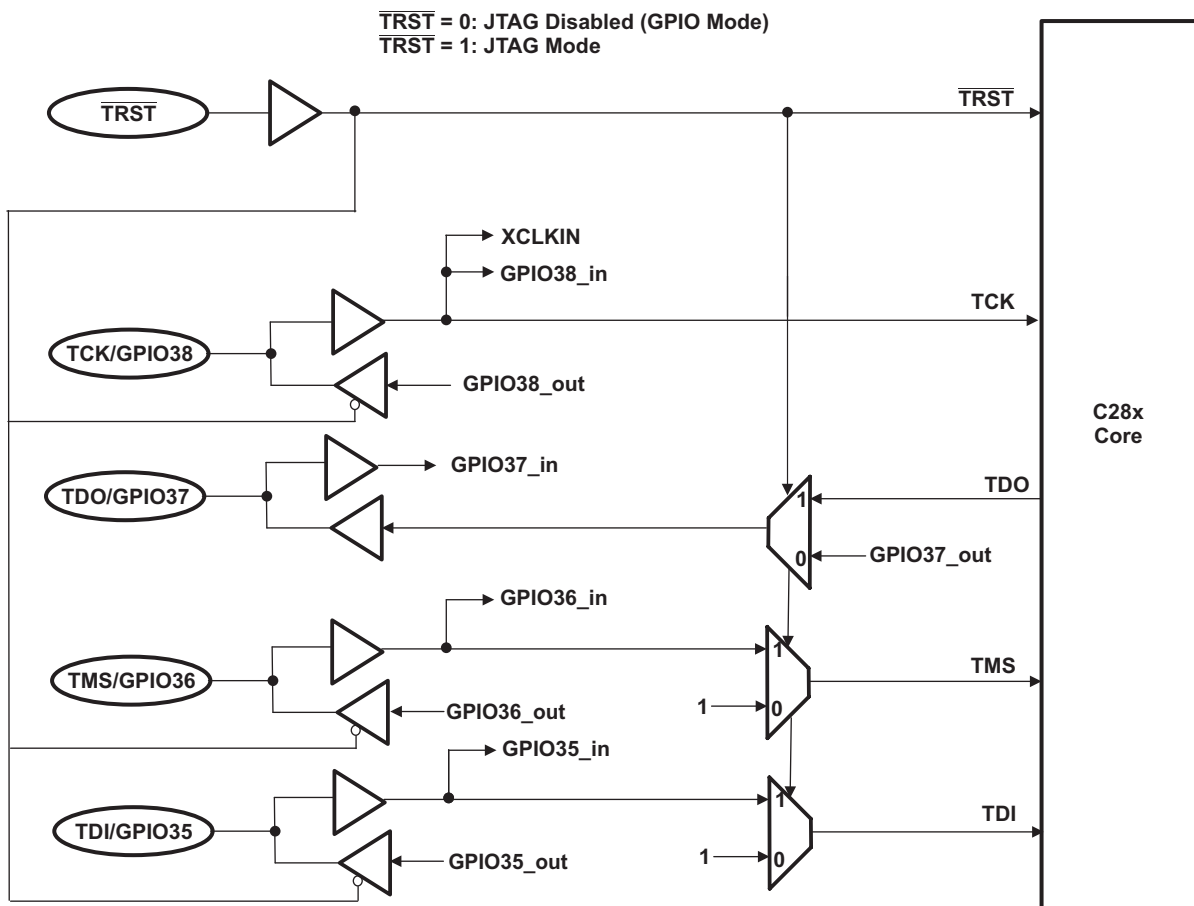 TRST = 0: JTAG Disabled (GPIO Mode)
TRST = 1: JTAG Mode
TRST
TRST
XCLKIN
GPIO38_in
TCK
TCK/GPIO38
GPIO38_out
C28x
Core
GPIO37_in
TDO/GPIO37
1
TDO
0
GPIO37_out
GPIO36_in
1
TMS/GPIO36
TMS
GPIO36_out
1
0
GPIO35_in
1
TDI/GPIO35
TDI
GPIO35_out
1
0